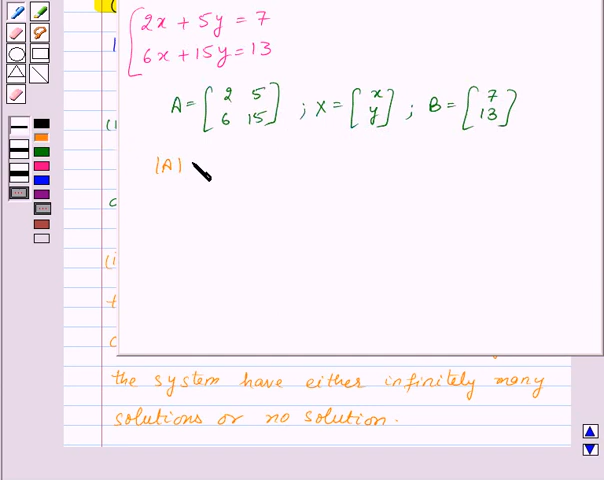 2x + 5y = 7
6x + 15y = 13
A = [ 2 5 6 15 ] ; X = [ x y ] ; B = [ 7 13 ]
|A|
the system have either infinitely many
solutions or no solution.